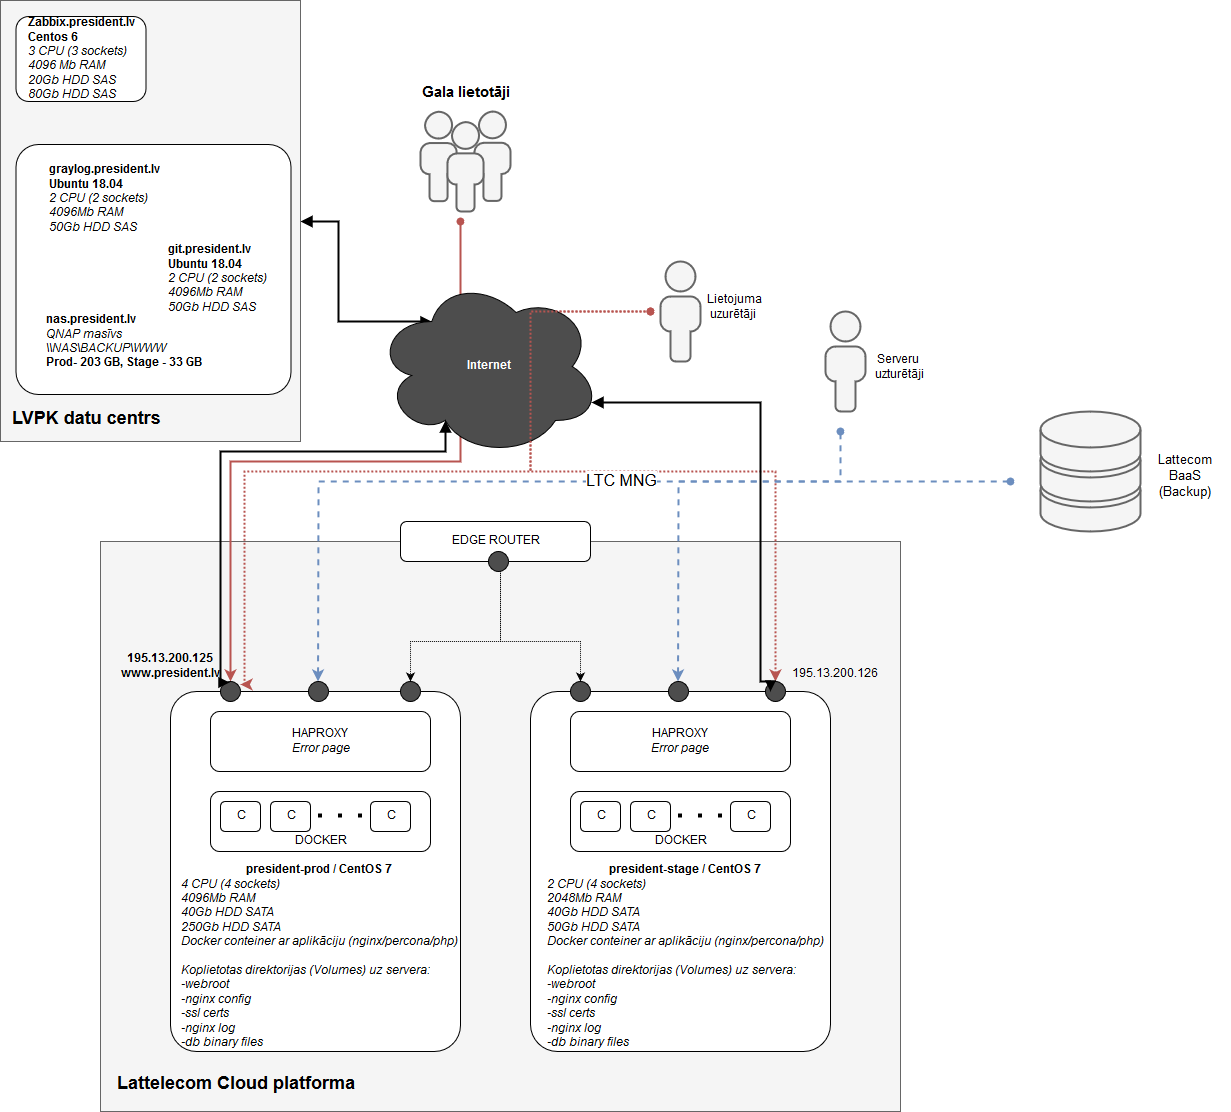 Zabbix.president.lv
Centos 6
3 CPU (3 sockets)
4096 Mb RAM
20Gb HDD SAS
80Gb HDD SAS
graylog.president.lv
Ubuntu 18.04
2 CPU (2 sockets)
4096Mb RAM
50Gb HDD SAS
git.president.lv
Ubuntu 18.04
2 CPU (2 sockets)
4096Mb RAM
50Gb HDD SAS
nas.president.lv
QNAP masīvs
\\NAS\BACKUP\WWW
Prod- 203 GB, Stage - 33 GB
LVPK datu centrs
Gala lietotāji
Internet
Lietojuma
uzurētāji
Serveru
uzturētāji
Lattecom
BaaS
(Backup)
LTC MNG
EDGE ROUTER
195.13.200.125
www.president.lv
195.13.200.126
HAPROXY
Error page
C
C
C
DOCKER
president-prod / CentOS 7
4 CPU (4 sockets)
4096Mb RAM
40Gb HDD SATA
250Gb HDD SATA
Docker conteiner ar aplikāciju (nginx/percona/php)
Koplietotas direktorijas (Volumes) uz servera:
-webroot
-nginx config
-ssl certs
-nginx log
-db binary files
HAPROXY
Error page
C
C
C
DOCKER
president-stage / CentOS 7
2 CPU (4 sockets)
2048Mb RAM
40Gb HDD SATA
50Gb HDD SATA
Docker conteiner ar aplikāciju (nginx/percona/php)
Koplietotas direktorijas (Volumes) uz servera:
-webroot
-nginx config
-ssl certs
-nginx log
-db binary files
Lattelecom Cloud platforma